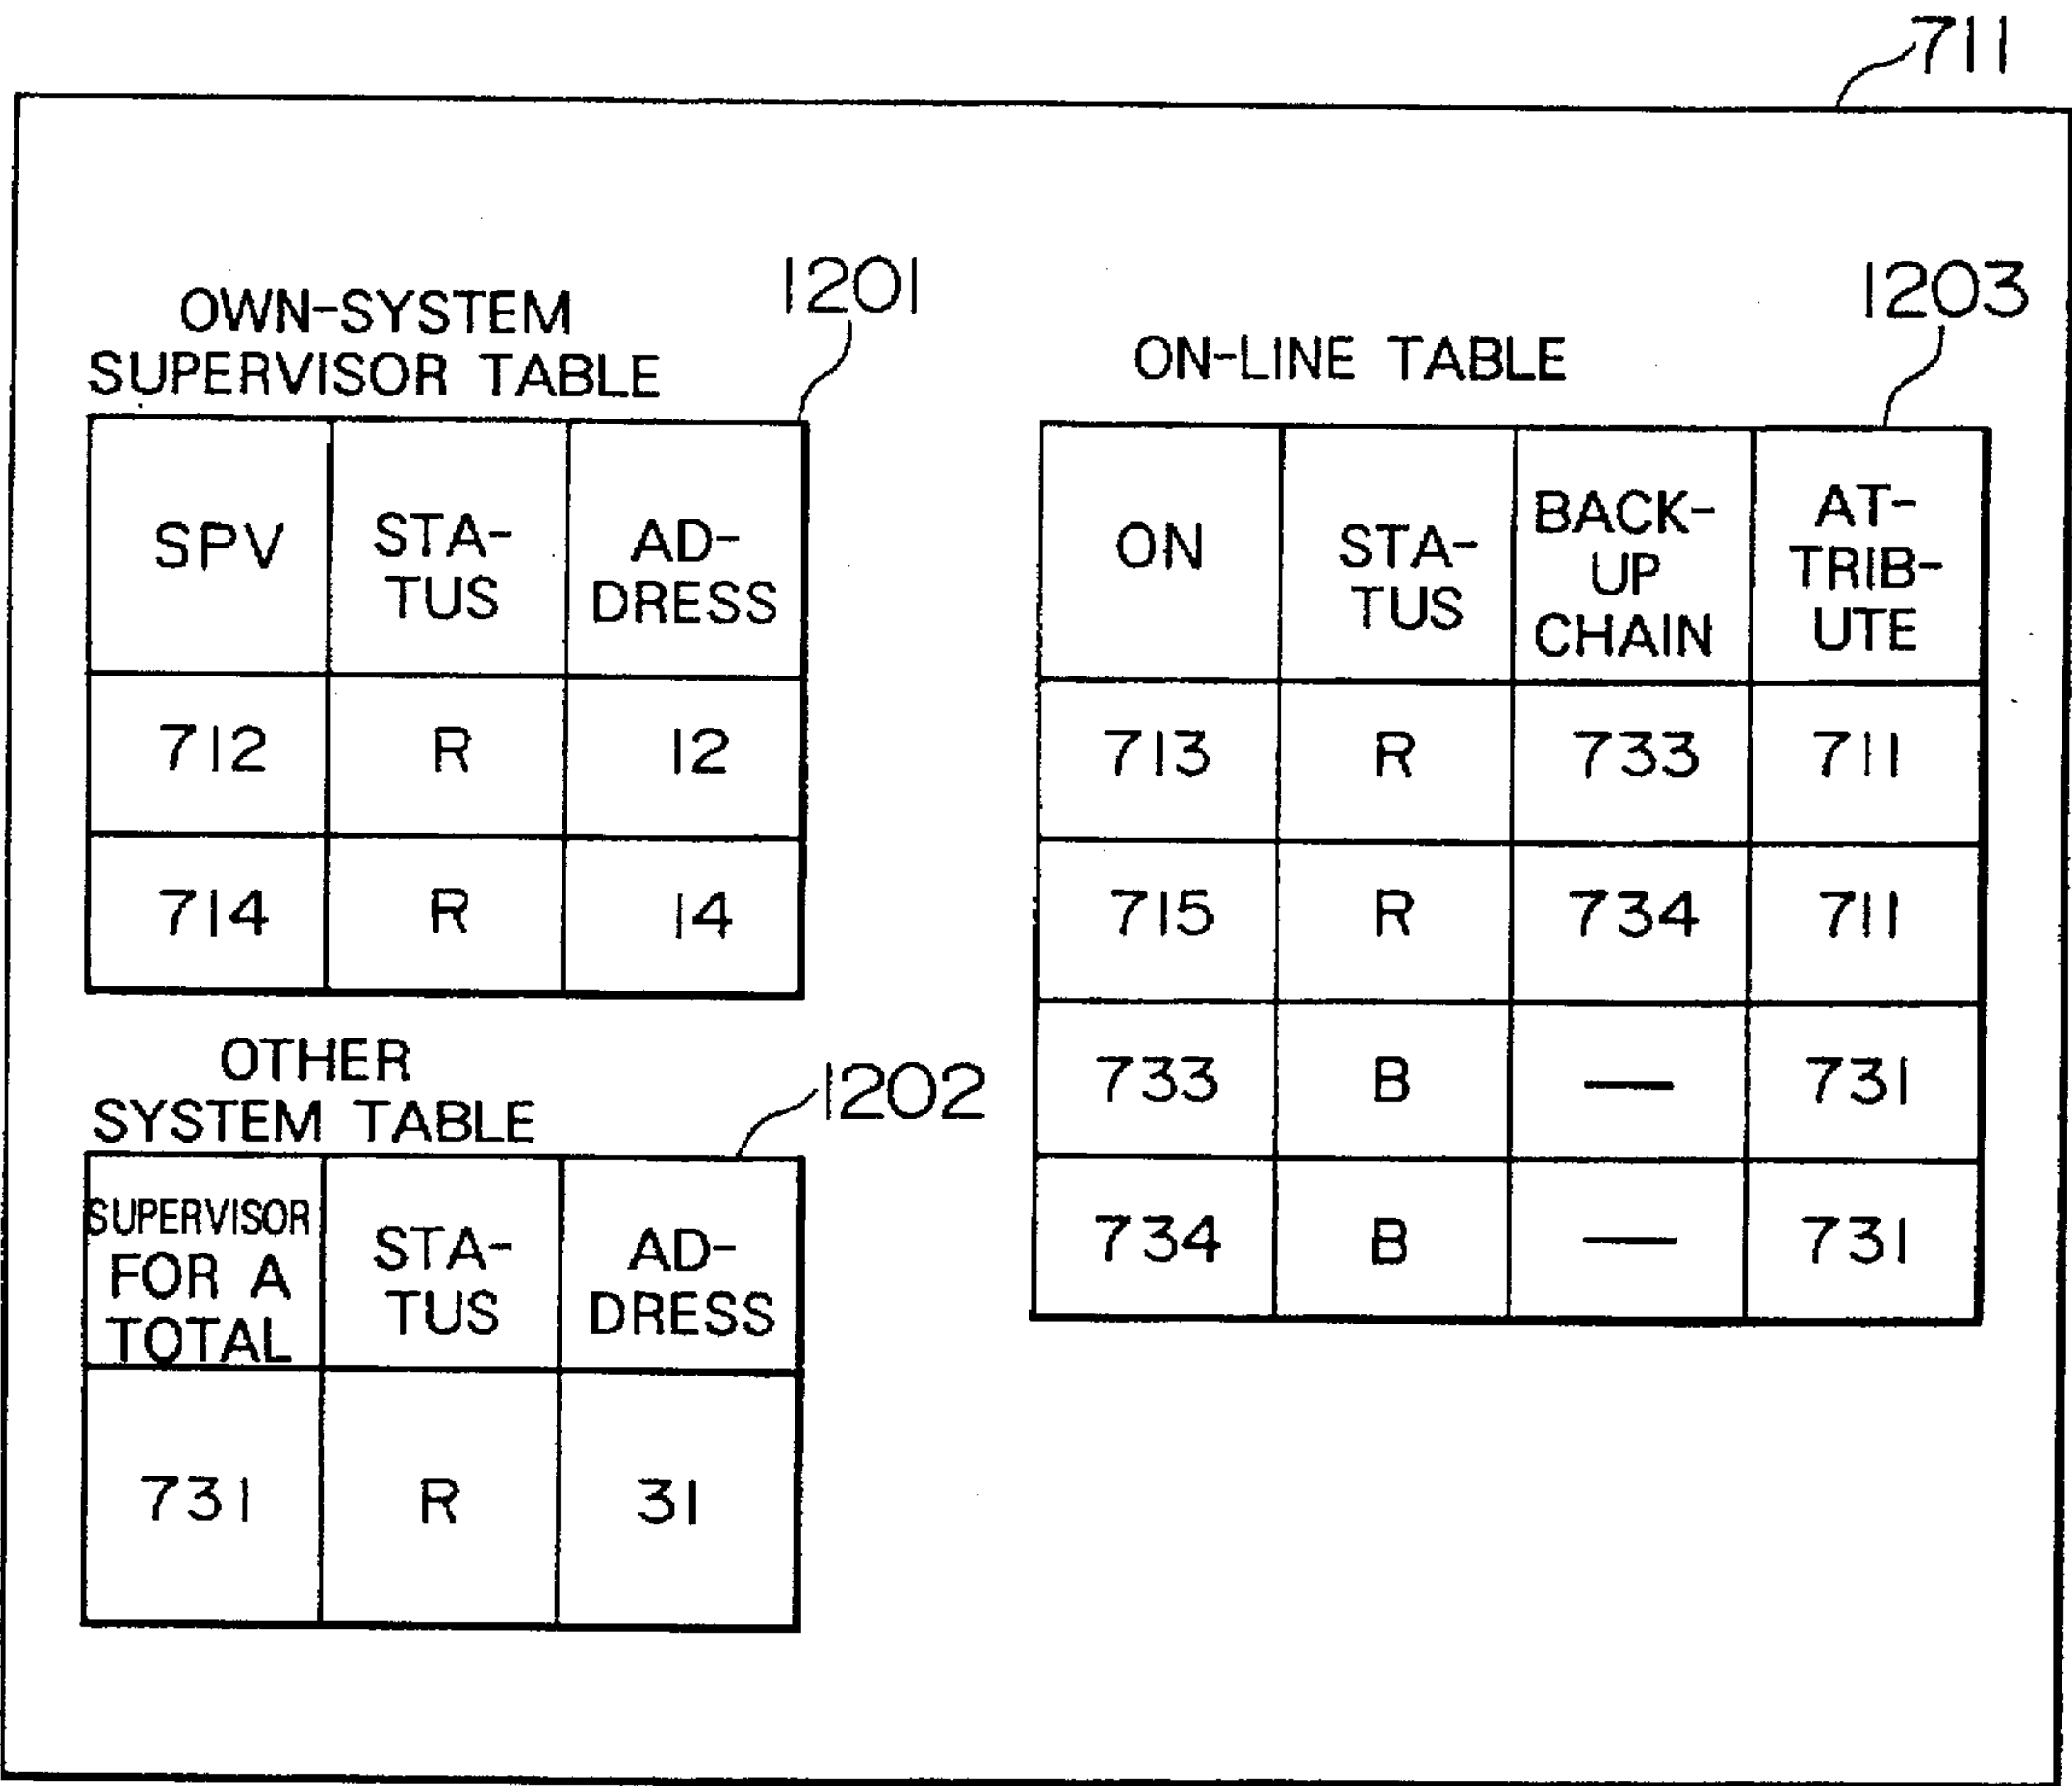 711
OWN-SYSTEM
SUPERVISOR TABLE
1201
SPV
STA-
TUS
AD-
DRESS
712 R 12
714 R 14
OTHER
SYSTEM TABLE
1202
SUPERVISOR
FOR A
TOTAL
STA-
TUS
AD-
DRESS
731 R 31
ON-LINE TABLE
1203
ON
STA-
TUS
BACK-
UP
CHAIN
AT-
TRIB-
UTE
713 R 733 711
715 R 734 711
733 B — 731
734 B — 731